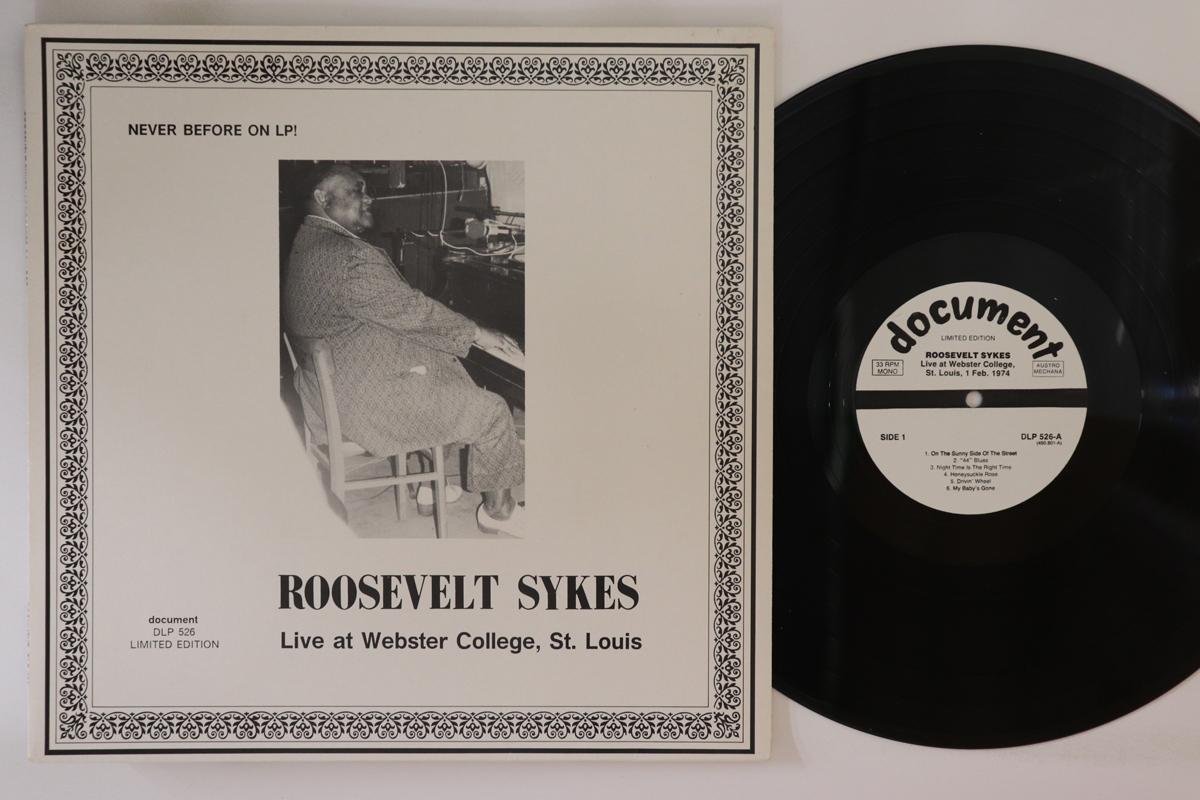 NEVER BEFORE ON LP!
ROOSEVELT SYKES
Live at Webster College, St. Louis
document
DLP 526
LIMITED EDITION
document
LIMITED EDITION
ROOSEVELT SYKES
Live at Webster College,
St. Louis, 1 Feb. 1974
33 RPM
MONO
AUSTRO
MECHANA
SIDE 1
DLP 526-A
(490.801-A)
1. On The Sunny Side Of The Street
2. "44" Blues
3. Night Time Is The Right Time
4. Honeysuckle Rose
5. Drivin' Wheel
6. My Baby's Gone